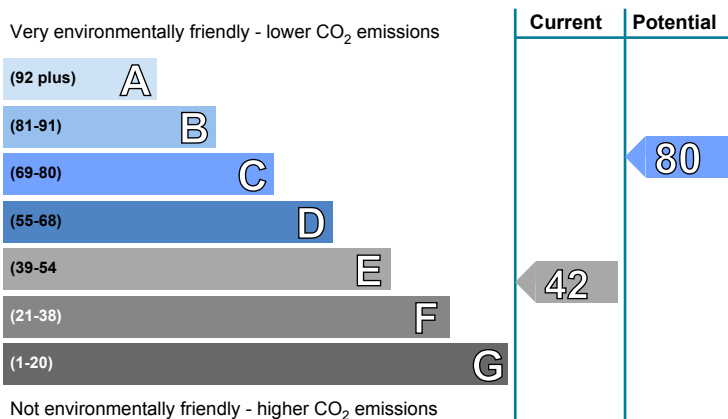 Current Potential
Very environmentally friendly - lower CO2 emissions
(92 plus) A
(81-91) B
(69-80) C
80
(55-68) D
(39-54 E
42
(21-38) F
(1-20) G
Not environmentally friendly - higher CO2 emissions